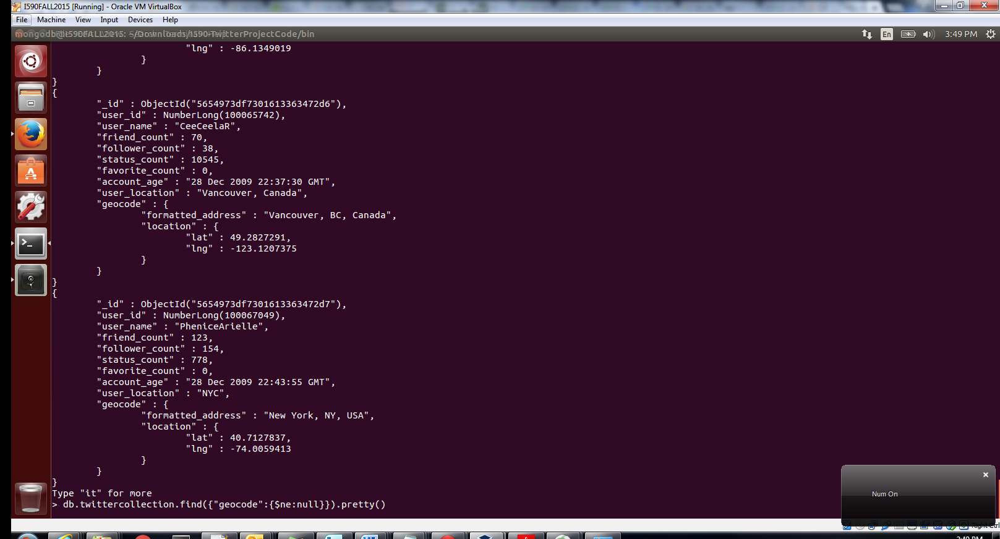 I590FALL2015 [Running] - Oracle VM VirtualBox
File Machine View Input Devices Help
mongodb@I590FALL2015: ~/Downloads/I590-TwitterProjectCode/bin
En 3:49 PM
"lng" : -86.1349019
}
}
}
{
"_id" : ObjectId("5654973df7301613363472d6"),
"user_id" : NumberLong(100065742),
"user_name" : "CeeCeelaR",
"friend_count" : 70,
"follower_count" : 38,
"status_count" : 10545,
"favorite_count" : 0,
"account_age" : "28 Dec 2009 22:37:30 GMT",
"user_location" : "Vancouver, Canada",
"geocode" : {
"formatted_address" : "Vancouver, BC, Canada",
"location" : {
"lat" : 49.2827291,
"lng" : -123.1207375
}
}
}
{
"_id" : ObjectId("5654973df7301613363472d7"),
"user_id" : NumberLong(100067049),
"user_name" : "PheniceArielle",
"friend_count" : 123,
"follower_count" : 154,
"status_count" : 778,
"favorite_count" : 0,
"account_age" : "28 Dec 2009 22:43:55 GMT",
"user_location" : "NYC",
"geocode" : {
"formatted_address" : "New York, NY, USA",
"location" : {
"lat" : 40.7127837,
"lng" : -74.0059413
}
}
}
Type "it" for more
> db.twittercollection.find({"geocode":{$ne:null}}).pretty()
Num On
Right Ctrl